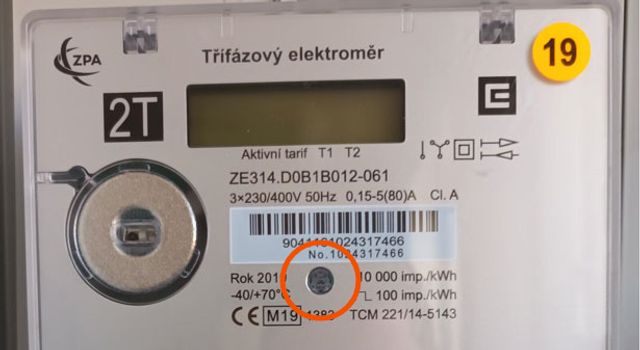 ZPA
Třífázový elektroměr
19
2T
Aktivní tarif T1 T2
ZE314.D0B1B012-061
3×230/400V 50Hz 0,15-5(80)A Cl. A
No.1024317466
Rok 10 000 imp./kWh
-40/+70°C 100 imp./kWh
CE M19 1383 TCM 221/14-5143